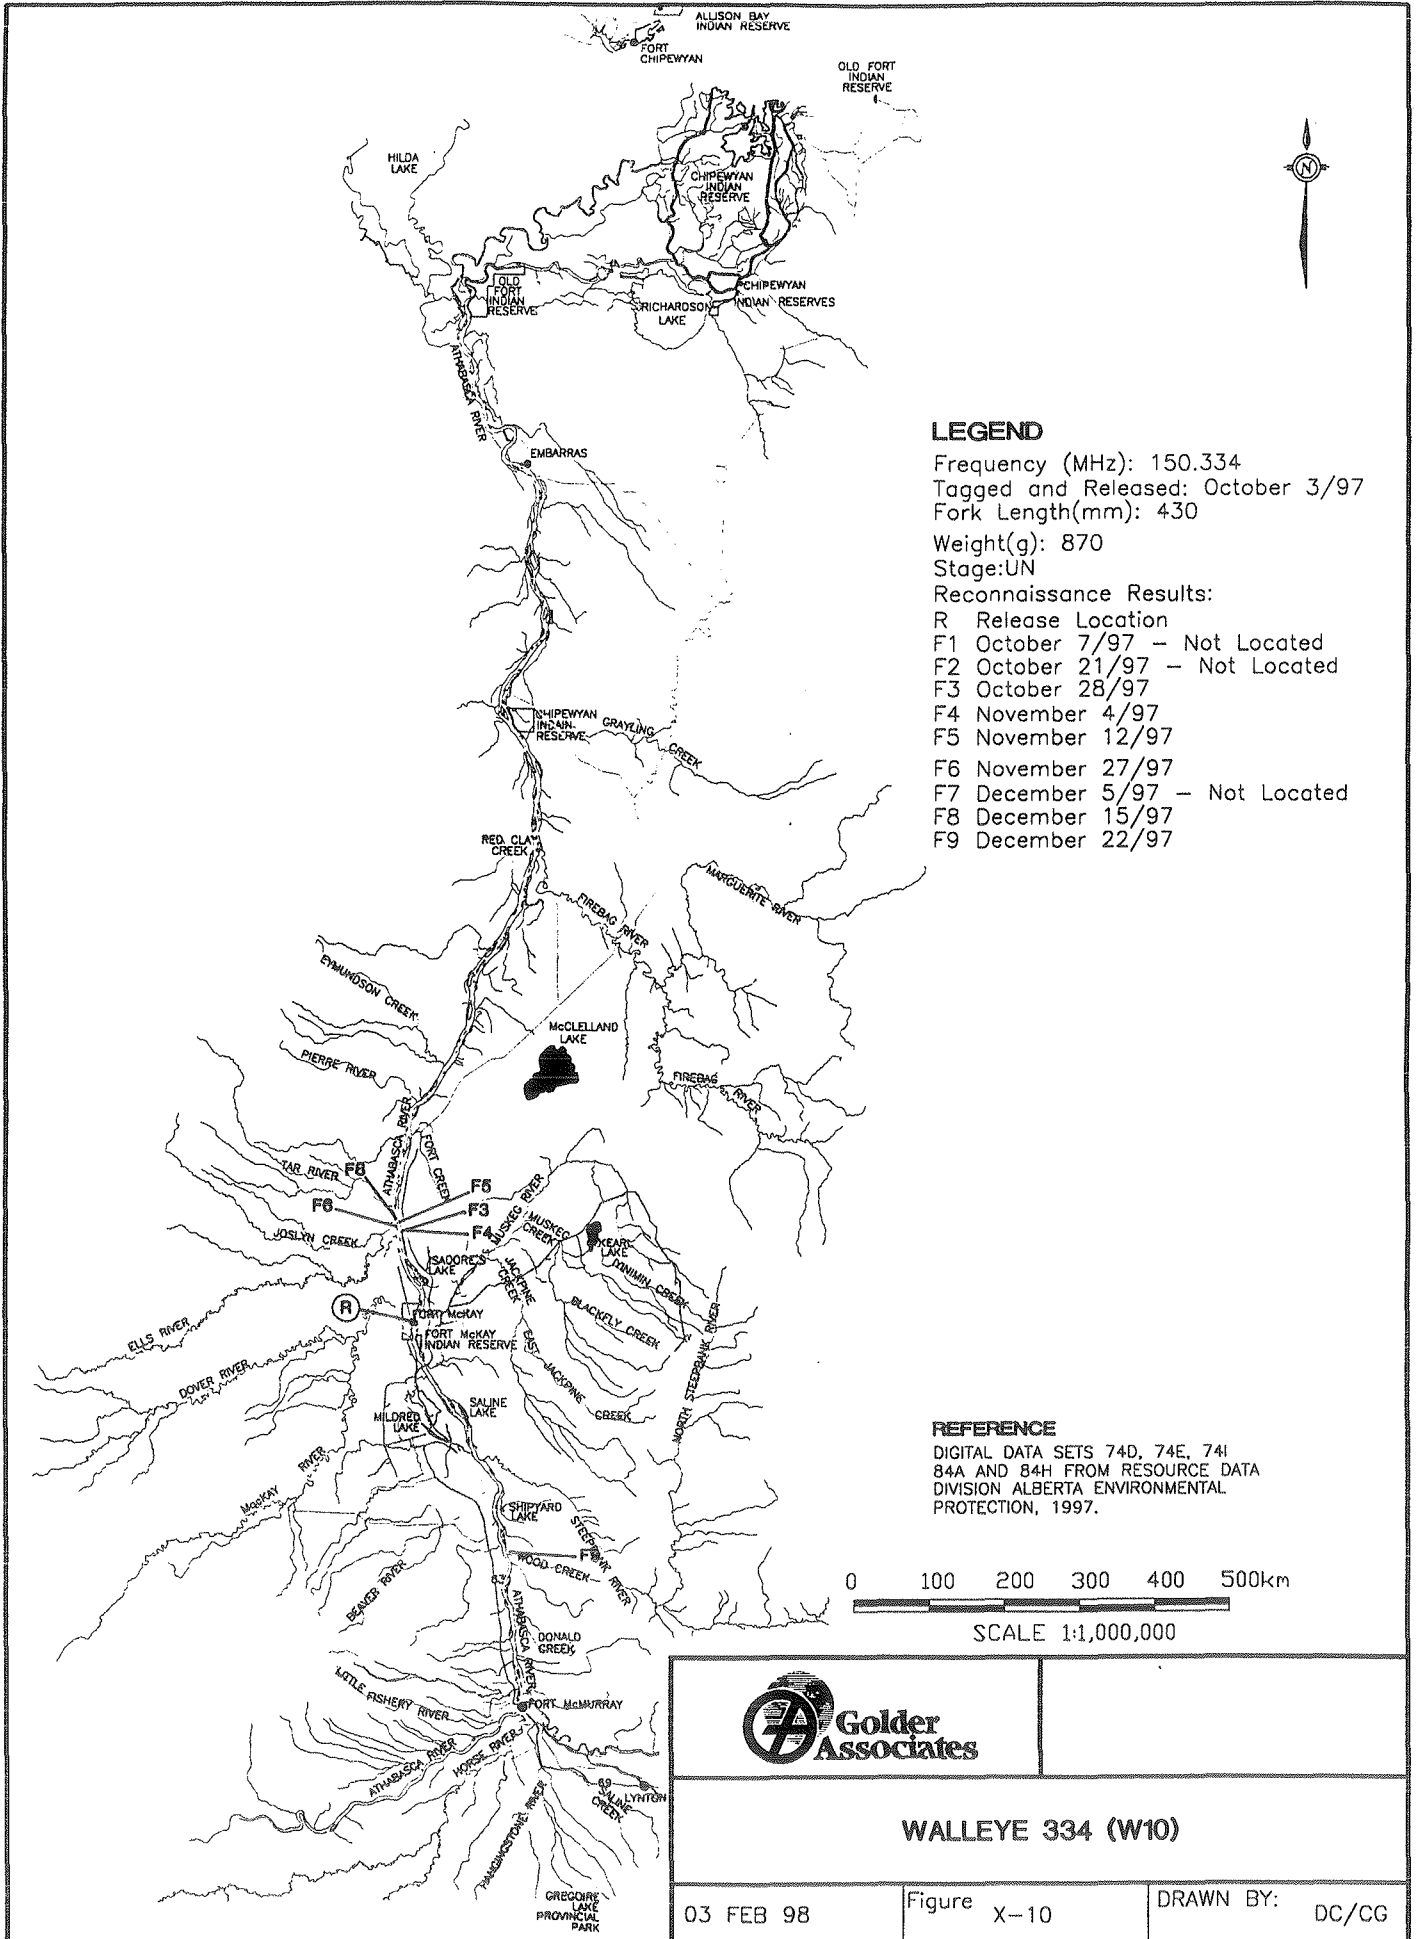 ALLISON BAY
INDIAN RESERVE
FORT
CHIPEWYAN
OLD FORT
INDIAN
RESERVE
HILDA
LAKE
N
CHIPEWYAN
INDIAN
RESERVE
OLD
FORT
INDIAN
RESERVE
CHIPEWYAN
INDIAN RESERVES
RICHARDSON
LAKE
ATHABASCA RIVER
EMBARRAS
LEGEND
Frequency (MHz): 150.334
Tagged and Released: October 3/97
Fork Length(mm): 430
Weight(g): 870
Stage:UN
Reconnaissance Results:
R Release Location
F1 October 7/97 – Not Located
F2 October 21/97 – Not Located
F3 October 28/97
F4 November 4/97
F5 November 12/97
F6 November 27/97
F7 December 5/97 – Not Located
F8 December 15/97
F9 December 22/97
CHIPEWYAN
INDAIN
RESERVE
GRAYLING
CREEK
RED CLAY
CREEK
MARGUERITE RIVER
FIREBAG RIVER
EYMUNDSON CREEK
McCLELLAND
LAKE
PIERRE RIVER
FIREBAG RIVER
ATHABASCA RIVER
FORT CREEK
TAR RIVER
F8
F5
F6
F3
F4
MUSKEG RIVER
MUSKEG
CREEK
JOSLYN CREEK
ISADORE'S
LAKE
KEARL
LAKE
JACKPINE
CREEK
BLACKFLY CREEK
R
FORT McKAY
FORT McKAY
INDIAN RESERVE
ELLS RIVER
DOVER RIVER
EAST
JACKPINE
CREEK
NORTH STEEPBANK RIVER
SALINE
LAKE
MILDRED
LAKE
MacKAY
RIVER
REFERENCE
DIGITAL DATA SETS 74D, 74E, 74I
84A AND 84H FROM RESOURCE DATA
DIVISION ALBERTA ENVIRONMENTAL
PROTECTION, 1997.
SHIPYARD
LAKE
STEEPBANK RIVER
WOOD CREEK
BEAVER RIVER
63
ATHABASCA RIVER
DONALD
CREEK
0 100 200 300 400 500km
SCALE 1:1,000,000
LITTLE FISHERY RIVER
FORT McMURRAY
ATHABASCA RIVER
HORSE RIVER
HANGINGSTONE RIVER
69
SALINE
CREEK
LYNTON
GREGOIRE
LAKE
PROVINCIAL
PARK
Golder
Associates
WALLEYE 334 (W10)
03 FEB 98
Figure X–10
DRAWN BY: DC/CG